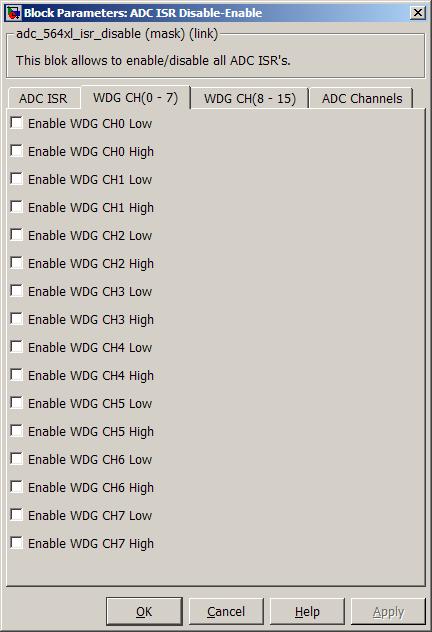 Block Parameters: ADC ISR Disable-Enable
adc_564xl_isr_disable (mask) (link)
This blok allows to enable/disable all ADC ISR's.
ADC ISR WDG CH(0 - 7) WDG CH(8 - 15) ADC Channels
Enable WDG CH0 Low
Enable WDG CH0 High
Enable WDG CH1 Low
Enable WDG CH1 High
Enable WDG CH2 Low
Enable WDG CH2 High
Enable WDG CH3 Low
Enable WDG CH3 High
Enable WDG CH4 Low
Enable WDG CH4 High
Enable WDG CH5 Low
Enable WDG CH5 High
Enable WDG CH6 Low
Enable WDG CH6 High
Enable WDG CH7 Low
Enable WDG CH7 High
OK Cancel Help Apply